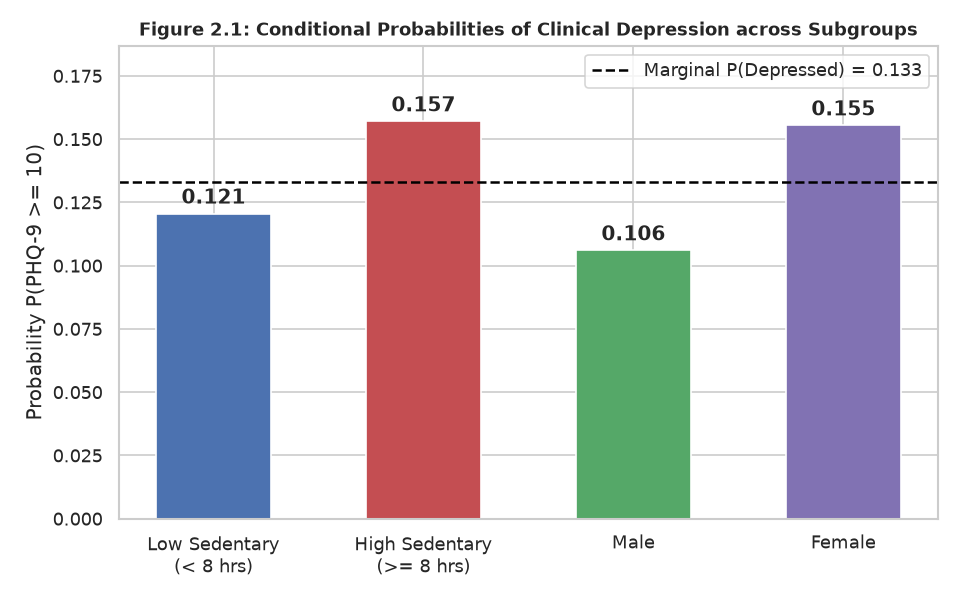 Figure 2.1: Conditional Probabilities of Clinical Depression across Subgroups
Marginal P(Depressed) = 0.133
Probability P(PHQ-9 >= 10)
0.175
0.150
0.125
0.100
0.075
0.050
0.025
0.000
0.121
0.157
0.106
0.155
Low Sedentary
(< 8 hrs)
High Sedentary
(>= 8 hrs)
Male
Female